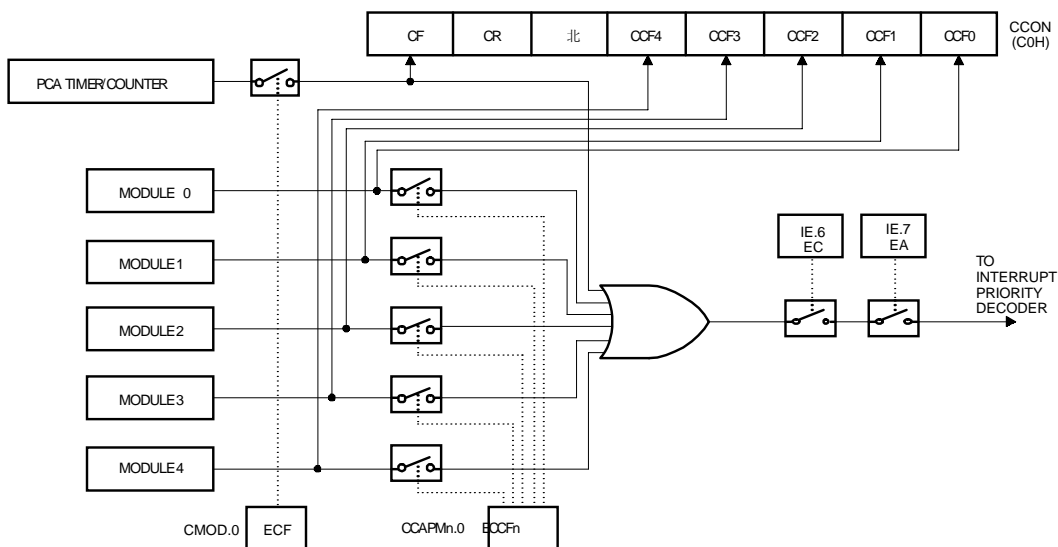 CF CR 北 CCF4 CCF3 CCF2 CCF1 CCF0
CCON
(C0H)
PCA TIMER/COUNTER
MODULE 0
MODULE1
MODULE2
MODULE3
MODULE4
IE.6
EC
IE.7
EA
TO
INTERRUPT
PRIORITY
DECODER
CMOD.0
ECF
CCAPMn.0
ECCFn